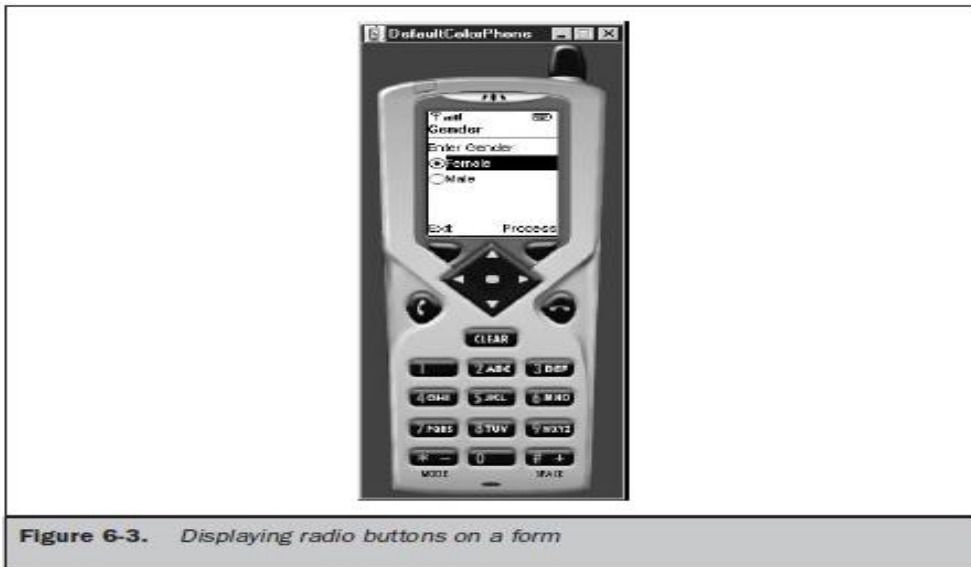 DefaultColorPhone
Gender
Enter Gender
Female
Male
Exit Process
CLEAR
1 2 ABC 3 DEF
4 GHI 5 JKL 6 MNO
7 PQRS 8 TUV 9 WXYZ
* - 0 # +
MODE SPACE
Figure 6-3. Displaying radio buttons on a form